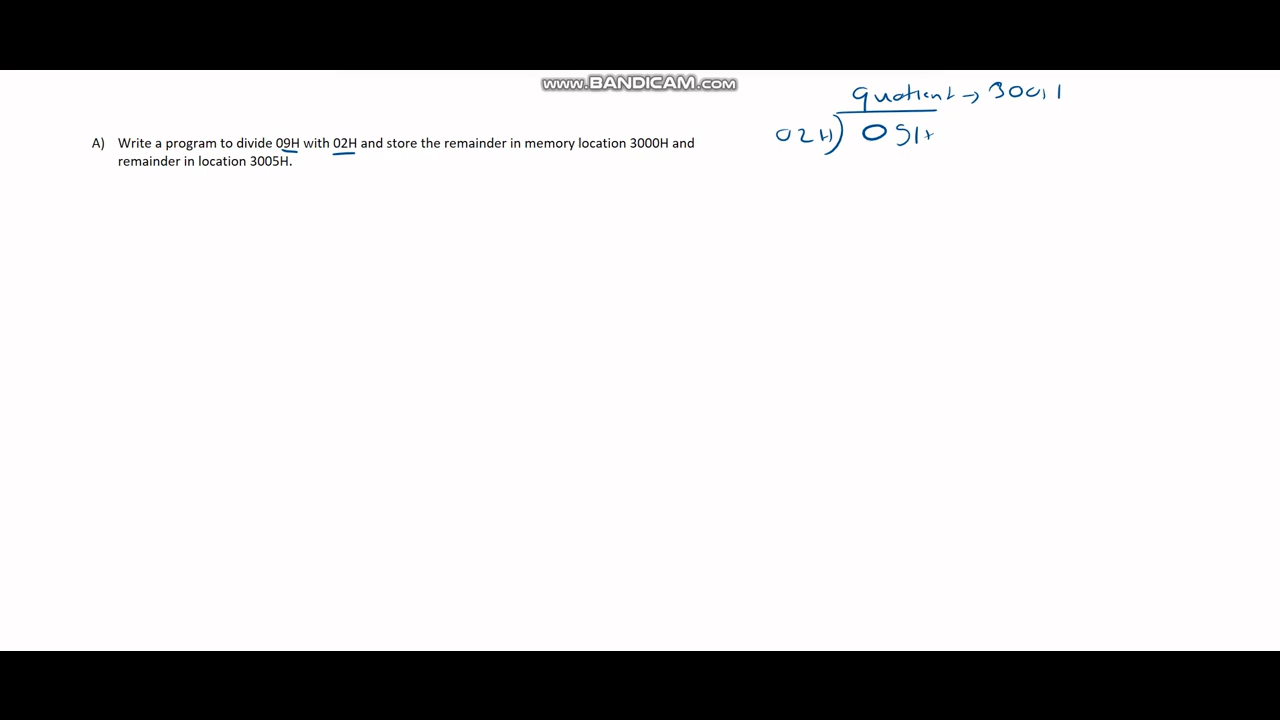 www.BANDICAM.com
quotient → 300
02H) 09H
A) Write a program to divide 09H with 02H and store the remainder in memory location 3000H and
remainder in location 3005H.